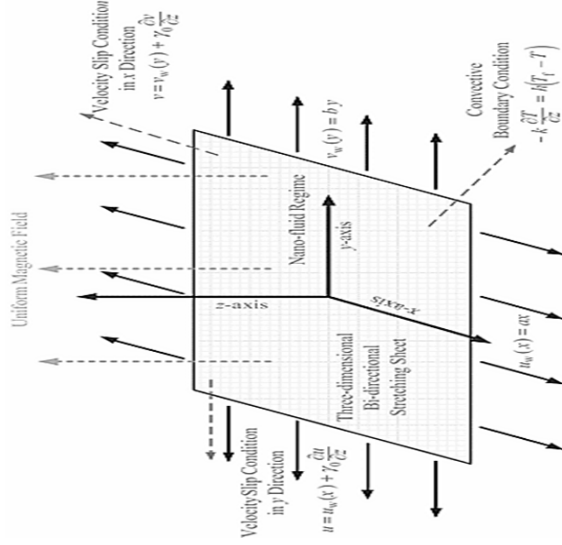 Uniform Magnetic Field
Velocity Slip Condition
in x Direction
v = v_w(y) + γ_0 ∂v/∂z
z-axis
Nano-fluid Regime
y-axis
v_w(y) = b y
x-axis
Three-dimensional
Bi-directional
Stretching Sheet
Velocity Slip Condition
in y Direction
u = u_w(x) + γ_0 ∂u/∂z
u_w(x) = ax
Convective
Boundary Condition
-k ∂T/∂z = h(T_f - T)